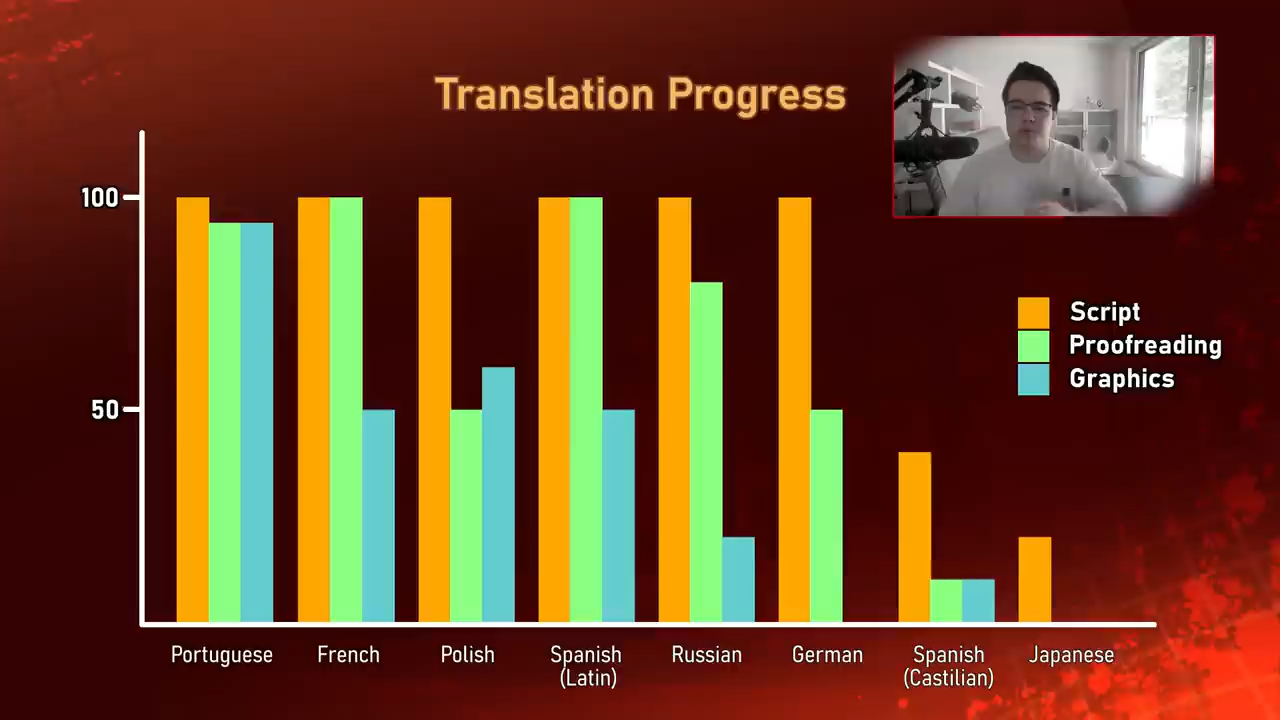 Translation Progress
100
50
Script
Proofreading
Graphics
Portuguese
French
Polish
Spanish
(Latin)
Russian
German
Spanish
(Castilian)
Japanese